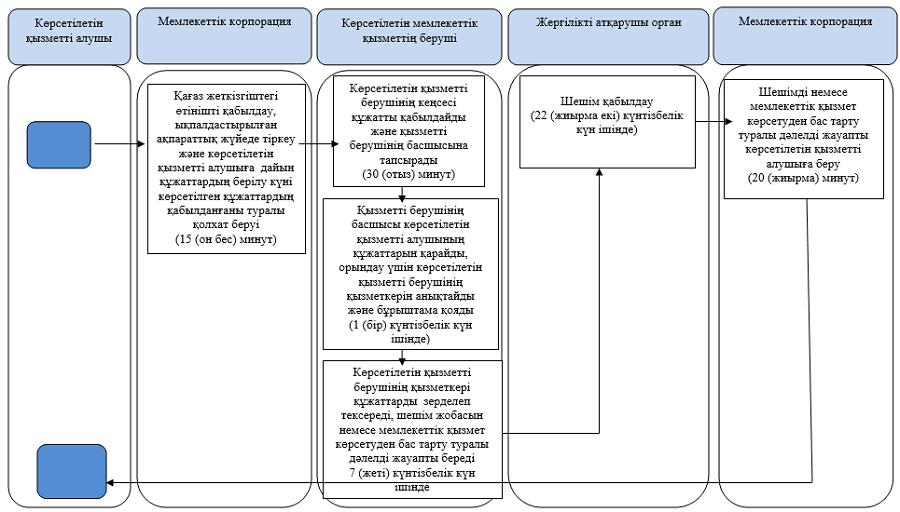 Көрсетілетін
қызметті алушы
Мемлекеттік корпорация
Көрсетілетін мемлекеттік
қызметтің беруші
Жергілікті атқарушы орган
Мемлекеттік корпорация
Қағаз жеткізгіштегі
өтінішті қабылдау,
ықпалдастырылған
ақпараттық жүйеде тіркеу
және көрсетілетін
қызметті алушыға дайын
құжаттардың берілу күні
көрсетілген құжаттардың
қабылданғаны туралы
қолхат беруі
(15 (он бес) минут)
Көрсетілетін қызметті
берушінің кеңсесі
құжатты қабылдайды
және қызметті
берушінің басшысына
тапсырады
(30 (отыз) минут)
Қызметті берушінің
басшысы көрсетілетін
қызметті алушының
құжаттарын қарайды,
орындау үшін көрсетілетін
қызметті берушінің
қызметкерін анықтайды
және бұрыштама қояды
(1 (бір) күнтізбелік күн
ішінде)
Көрсетілетін қызметті
берушінің қызметкері
құжаттарды зерделеп
тексереді, шешім жобасын
немесе мемлекеттік қызмет
көрсетуден бас тарту туралы
дәлелді жауапты береді
7 (жеті) күнтізбелік күн
ішінде
Шешім қабылдау
(22 (жиырма екі) күнтізбелік
күн ішінде)
Шешімді немесе
мемлекеттік қызмет
көрсетуден бас тарту
туралы дәлелді жауапты
көрсетілетін қызметті
алушыға беру
(20 (жиырма) минут)